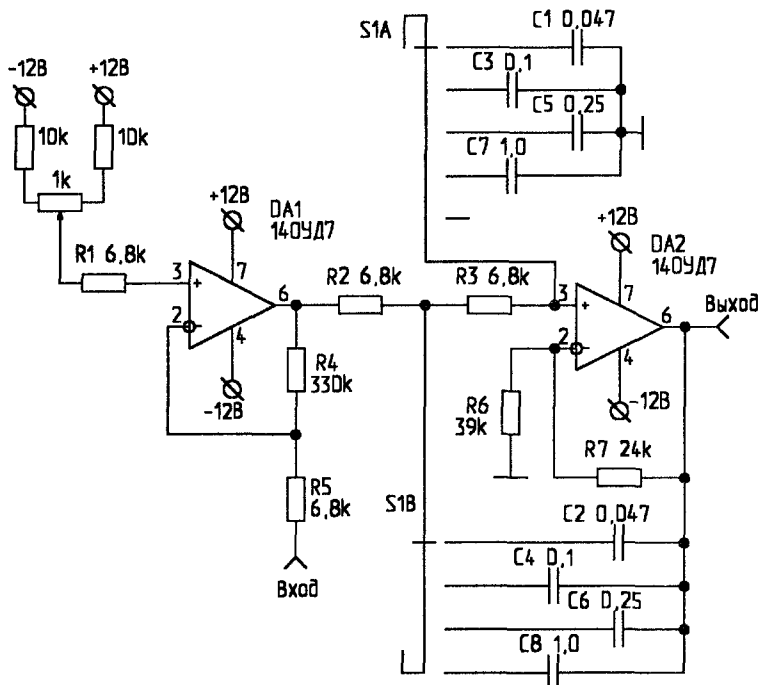 S1A
C1 0,047
C3 0,1
C5 0,25
C7 1,0
-12В
+12В
10k
10k
1k
R1 6,8k
+12В
DA1
140УД7
3
+
7
2
-
6
4
-12В
R2 6,8k
R3 6,8k
R4
330k
R5
6,8k
Вход
+12В
DA2
140УД7
3
+
7
2
-
6
4
-12В
Выход
R6
39k
R7 24k
S1B
C2 0,047
C4 0,1
C6 0,25
C8 1,0